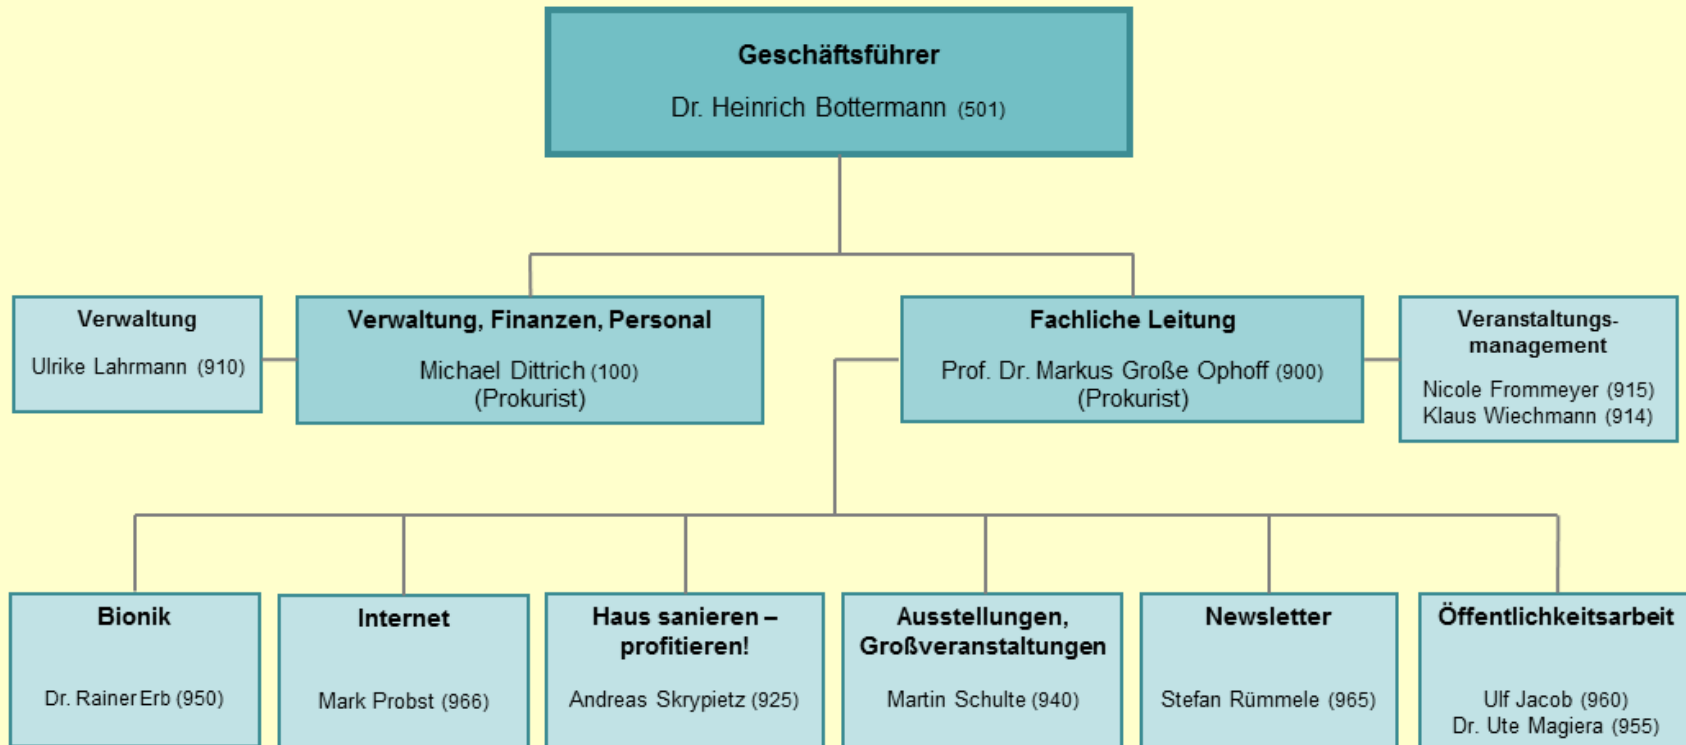 Geschäftsführer
Dr. Heinrich Bottermann (501)
Verwaltung
Ulrike Lahrmann (910)
Verwaltung, Finanzen, Personal
Michael Dittrich (100)
(Prokurist)
Fachliche Leitung
Prof. Dr. Markus Große Ophoff (900)
(Prokurist)
Veranstaltungs-
management
Nicole Frommeyer (915)
Klaus Wiechmann (914)
Bionik
Dr. Rainer Erb (950)
Internet
Mark Probst (966)
Haus sanieren –
profitieren!
Andreas Skrypietz (925)
Ausstellungen,
Großveranstaltungen
Martin Schulte (940)
Newsletter
Stefan Rümmele (965)
Öffentlichkeitsarbeit
Ulf Jacob (960)
Dr. Ute Magiera (955)